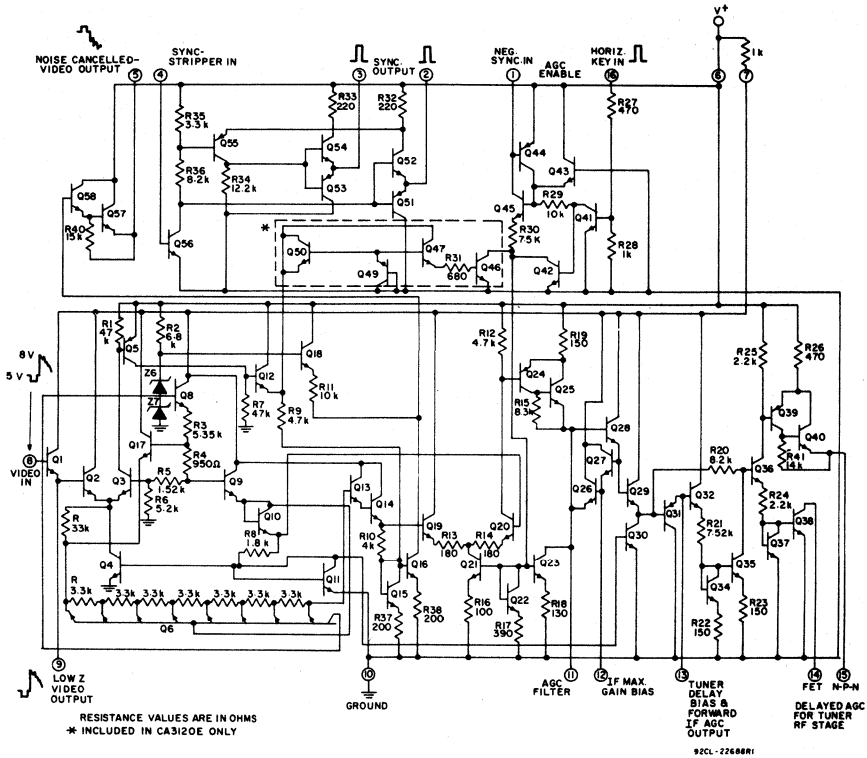 V+
NOISE CANCELLED-
VIDEO OUTPUT
5
SYNC-
STRIPPER IN
4
3
SYNC.
OUTPUT
2
NEG.
SYNC.IN
1
AGC
ENABLE
HORIZ.
KEY IN
16
6
1k
7
R35
3.3k
R33
220
R32
220
R27
470
Q55
Q54
Q52
Q44
Q43
R36
8.2k
R34
12.2k
Q53
Q51
Q58
Q57
Q45
R29
10k
Q41
R40
15k
Q56
*
R30
7.5K
R28
1k
Q50
Q47
R31
680
Q46
Q49
Q42
R1
47
k
Q5
R2
6.8
k
Q18
R12
4.7k
R19
150
R25
2.2k
R26
470
8V
5V
Z6
Z7
Q8
Q12
R11
10k
Q24
Q25
R15
8.3k
Q39
Q40
R7
47k
R9
4.7k
R3
5.35k
Q28
R41
14k
8
VIDEO
IN
Q1
Q2
Q3
Q17
R4
950Ω
Q27
R20
8.2k
Q36
R5
1.52k
Q9
Q13
Q14
Q26
Q29
Q31
Q32
R24
2.2k
R6
5.2k
Q10
Q19
R13
180
R14
180
Q20
Q30
R21
7.52k
Q38
Q37
R
33k
R8
1.8k
R10
4k
Q16
Q21
Q23
Q35
Q4
Q11
Q15
Q22
Q34
R
3.3k
3.3k
3.3k
3.3k
3.3k
3.3k
3.3k
Q6
R37
200
R38
200
R16
100
R17
390
R18
130
R22
150
R23
150
9
LOW Z
VIDEO
OUTPUT
10
GROUND
11
AGC
FILTER
12
IF MAX.
GAIN BIAS
13
TUNER
DELAY
BIAS &
FORWARD
IF AGC
OUTPUT
14
FET
15
N-P-N
DELAYED AGC
FOR TUNER
RF STAGE
RESISTANCE VALUES ARE IN OHMS
* INCLUDED IN CA3120E ONLY
92CL-22688R1